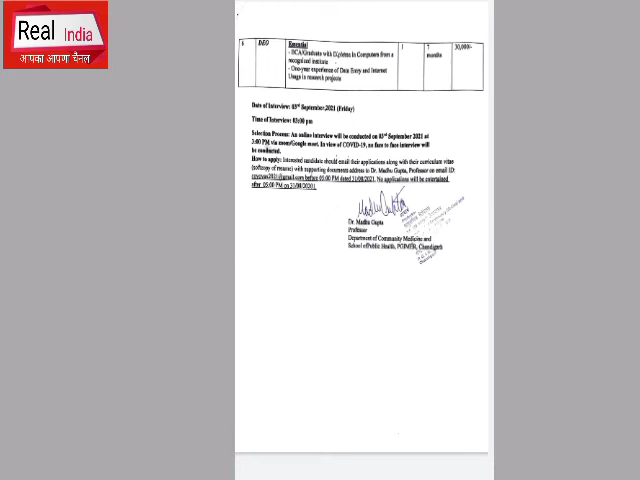 Real India
आपका अपना चैनल
6 DEO Essential 1 7 months 30,000/-
- BCA/Graduate with Diploma in Computers from a
recognized institute
- One-year experience of Data Entry and Internet
Usage in research projects
Date of Interview: 03rd September,2021 (Friday)
Time of Interview: 03:00 pm
Selection Process: An online interview will be conducted on 03rd September 2021 at
3:00 PM via zoom/Google meet. In view of COVID-19, no face to face interview will
be conducted.
How to apply: Interested candidate should email their applications along with their curriculum vitae
(softcopy of resume) with supporting documents address to Dr. Madhu Gupta, Professor on email ID:
before 05:00 PM dated 31/08/2021. No applications will be entertained
after 05:00 PM on
Dr. Madhu Gupta
Professor
Department of Community Medicine and
School of Public Health, PGIMER, Chandigarh